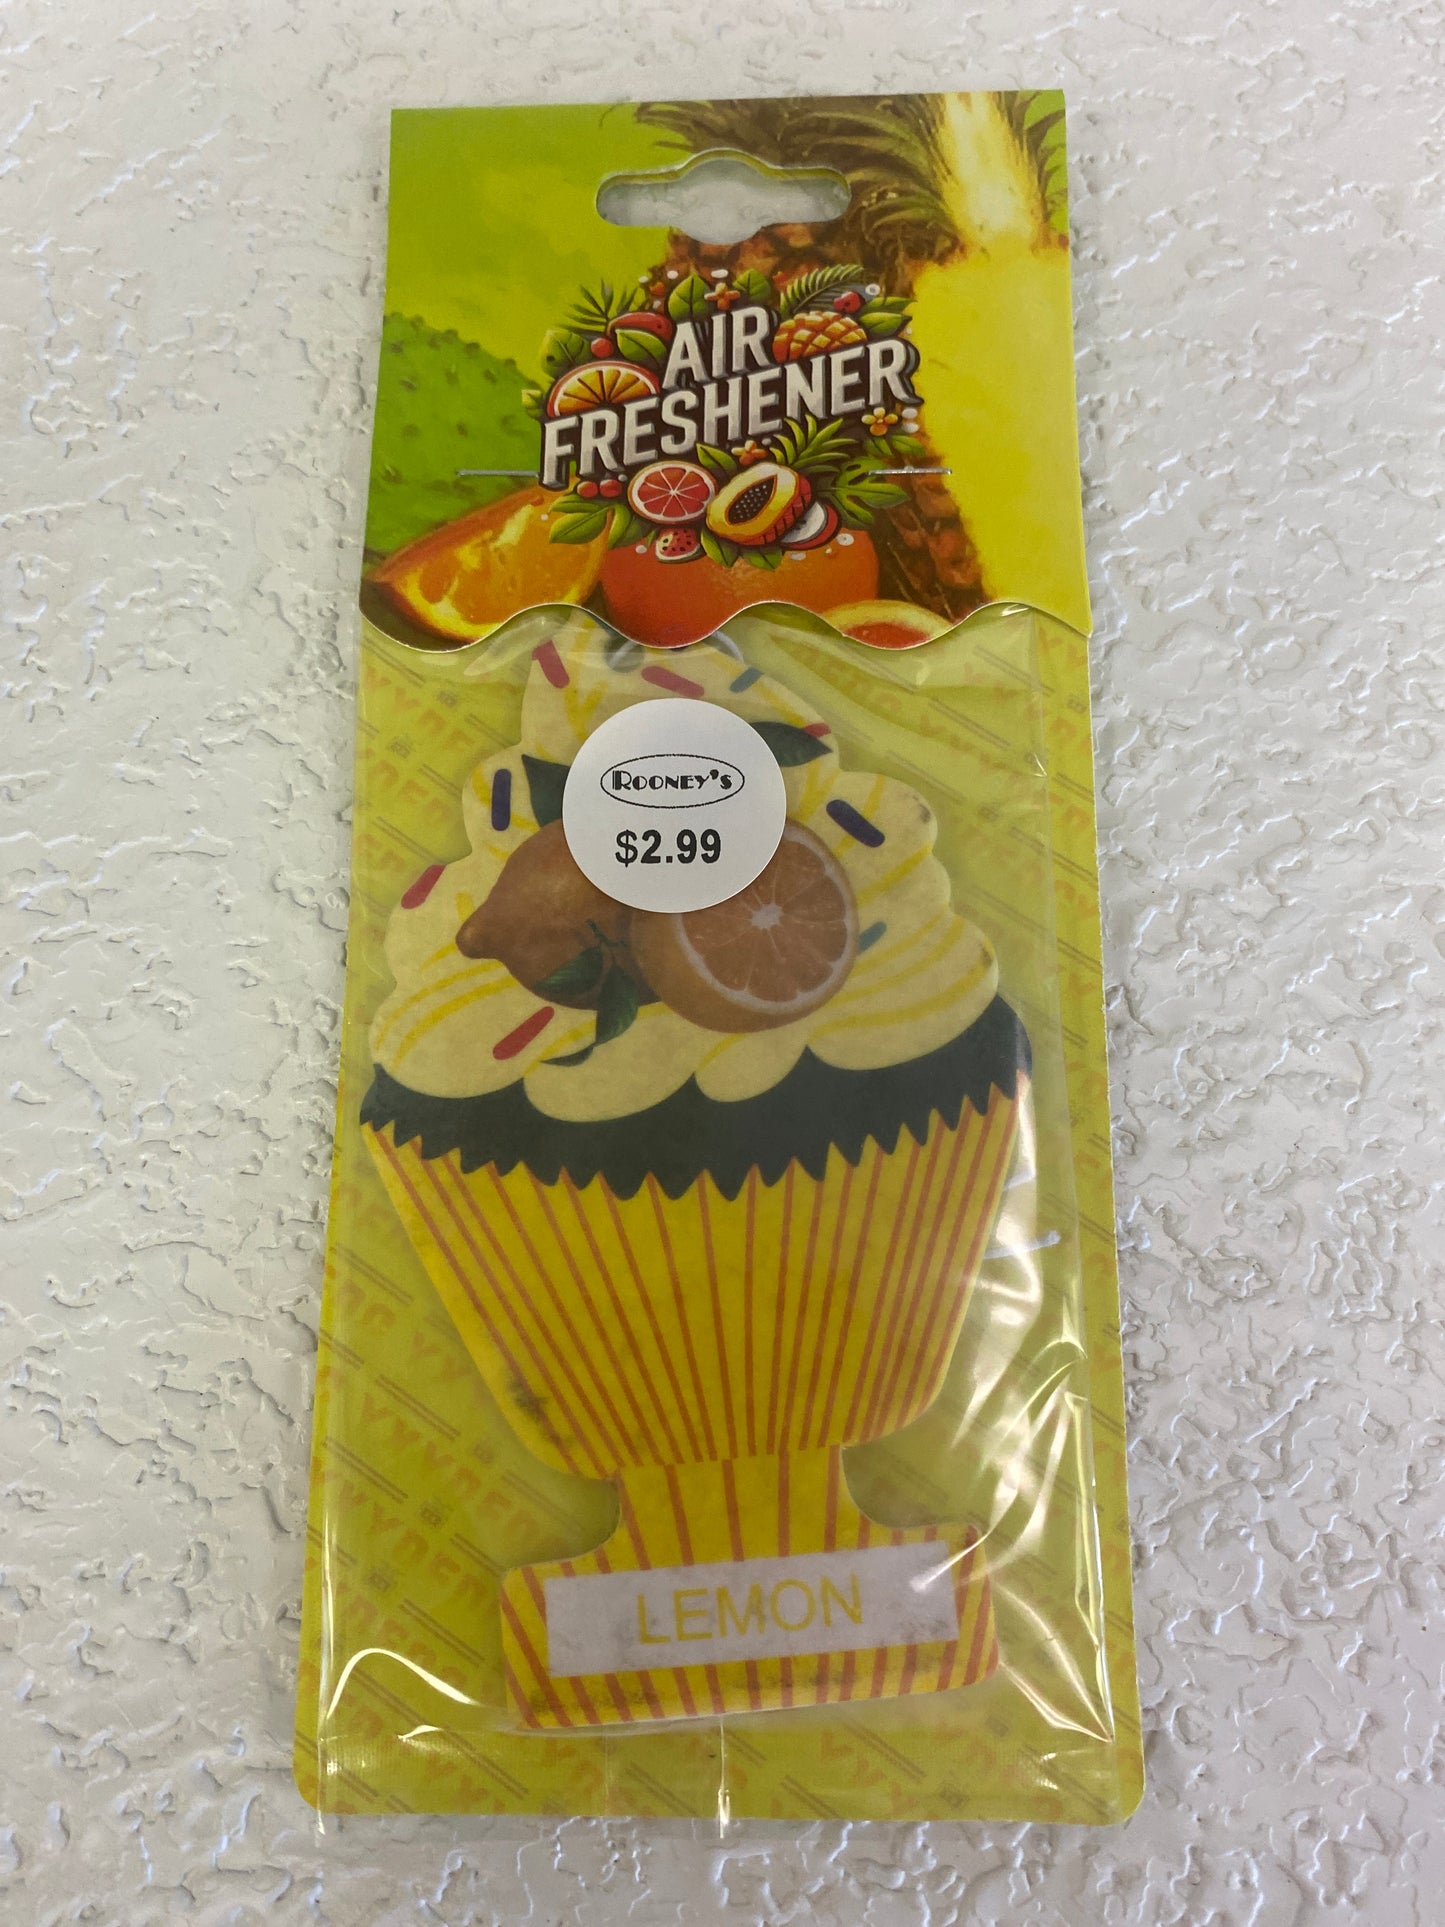 AIR
FRESHENER
ROONEY'S
$2.99
LEMON